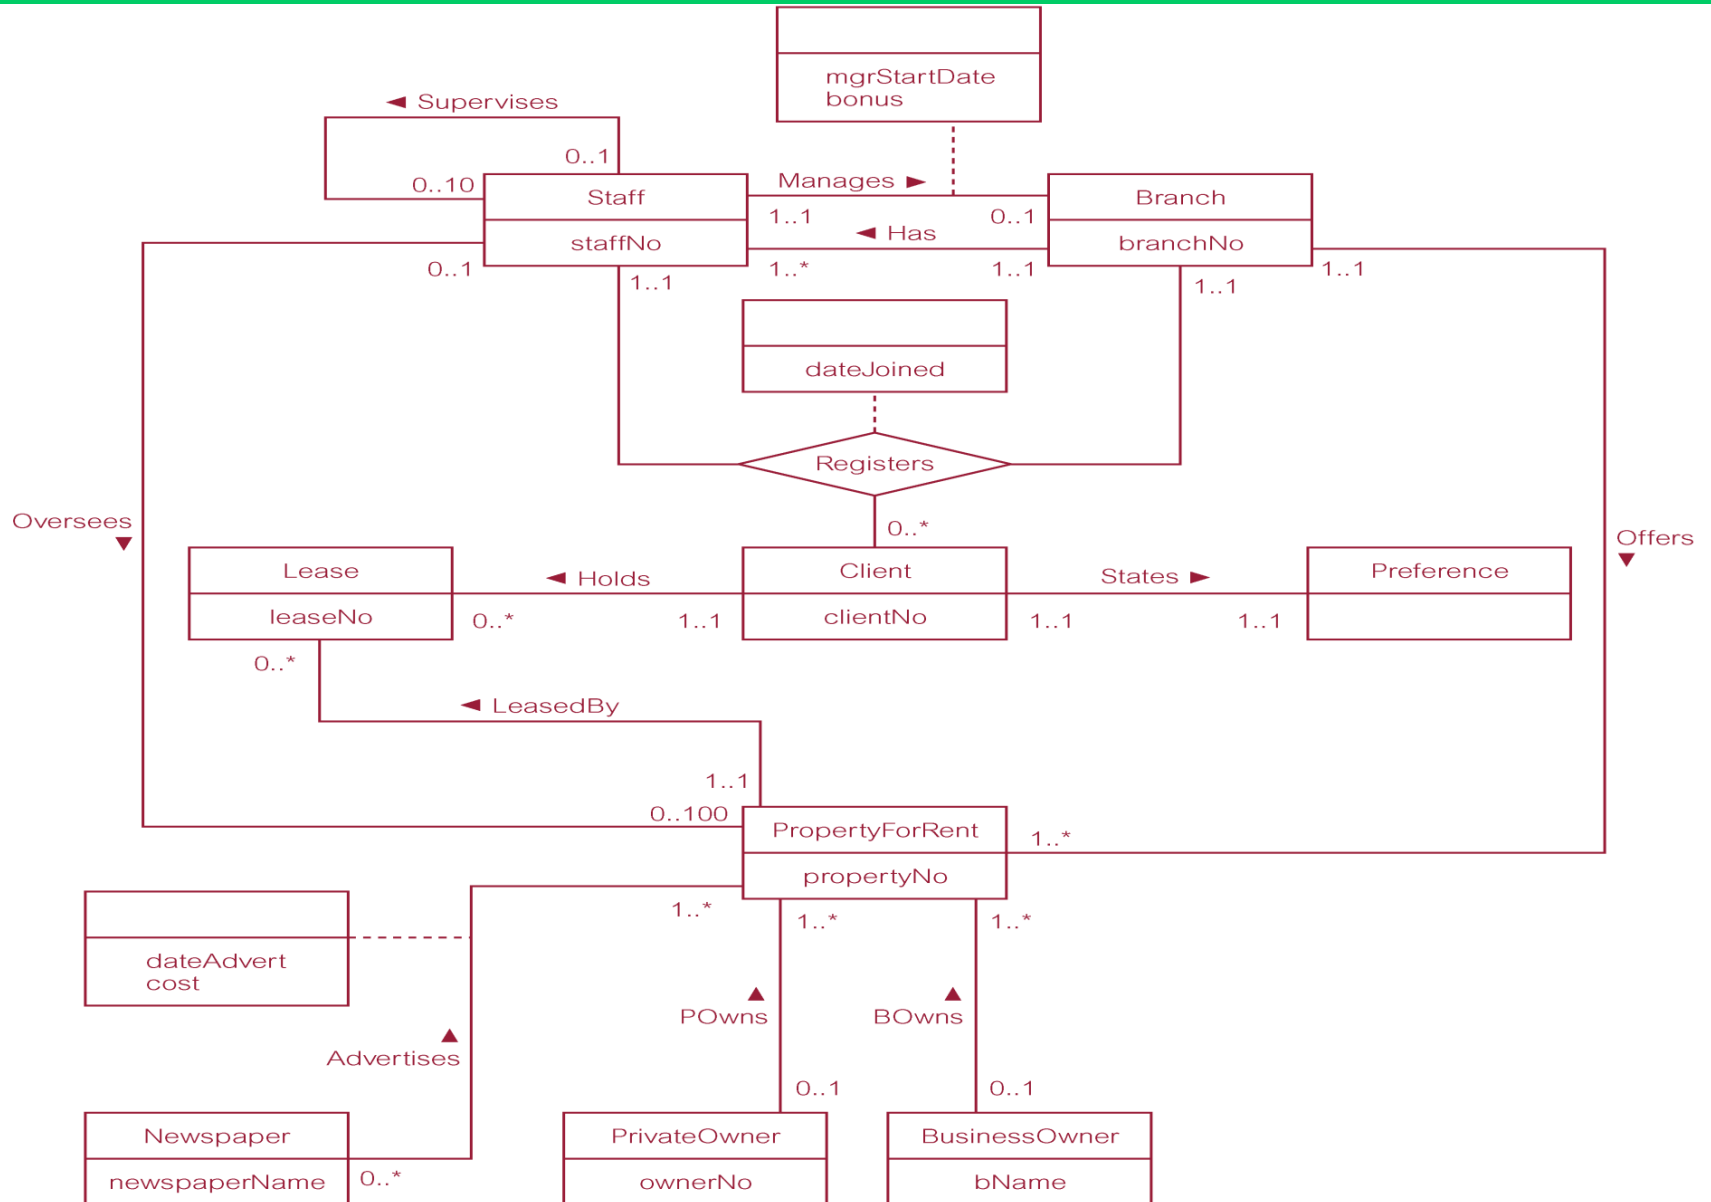 mgrStartDate
bonus
◄ Supervises
0..1
0..10
Staff
staffNo
Manages ►
1..1
0..1
◄ Has
1..*
1..1
Branch
branchNo
0..1
1..1
1..1
1..1
dateJoined
Registers
0..*
Oversees
▼
Offers
▼
Lease
leaseNo
◄ Holds
0..*
1..1
Client
clientNo
States ►
1..1
1..1
Preference
0..*
◄ LeasedBy
1..1
0..100
PropertyForRent
propertyNo
1..*
1..*
1..*
1..*
dateAdvert
cost
▲
POwns
▲
BOwns
▲
Advertises
0..1
0..1
Newspaper
newspaperName
0..*
PrivateOwner
ownerNo
BusinessOwner
bName